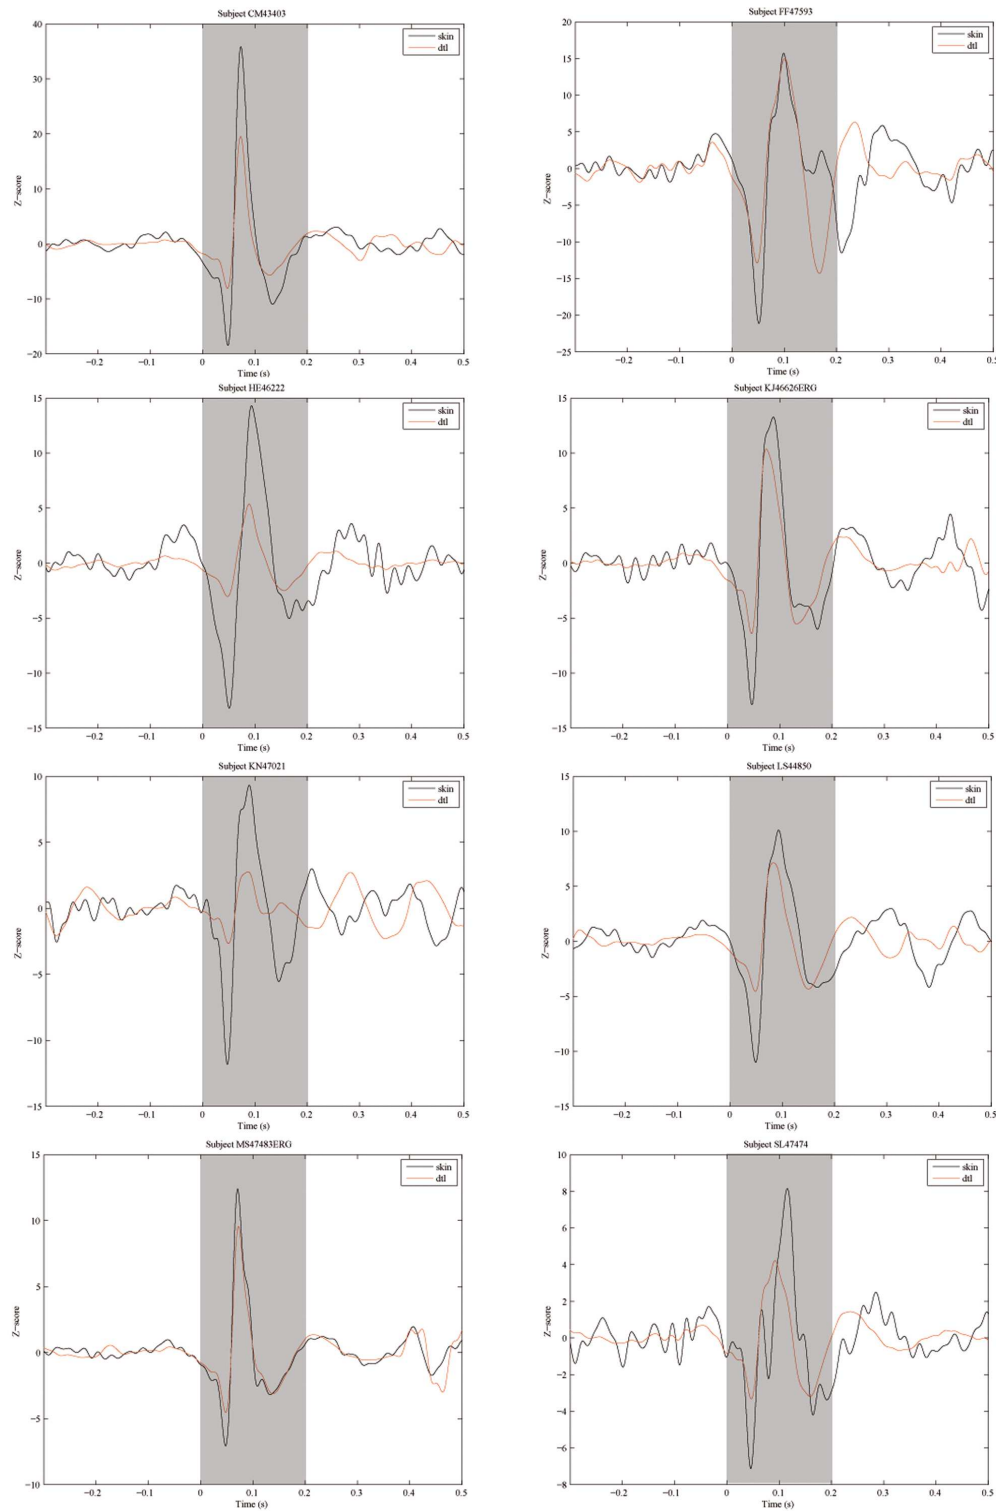 Subject CM43403
40
30
20
10
0
−10
−20
Z−score
−0.2 −0.1 0 0.1 0.2 0.3 0.4 0.5
Time (s)
skin
dtl
Subject FF47593
20
15
10
5
0
−5
−10
−15
−20
−25
Z−score
−0.2 −0.1 0 0.1 0.2 0.3 0.4 0.5
Time (s)
skin
dtl
Subject HE46222
15
10
5
0
−5
−10
−15
Z−score
−0.2 −0.1 0 0.1 0.2 0.3 0.4 0.5
Time (s)
skin
dtl
Subject KJ46626ERG
15
10
5
0
−5
−10
−15
Z−score
−0.2 −0.1 0 0.1 0.2 0.3 0.4 0.5
Time (s)
skin
dtl
Subject KN47021
10
5
0
−5
−10
−15
Z−score
−0.2 −0.1 0 0.1 0.2 0.3 0.4 0.5
Time (s)
skin
dtl
Subject LS44850
15
10
5
0
−5
−10
−15
Z−score
−0.2 −0.1 0 0.1 0.2 0.3 0.4 0.5
Time (s)
skin
dtl
Subject MS47483ERG
15
10
5
0
−5
−10
Z−score
−0.2 −0.1 0 0.1 0.2 0.3 0.4 0.5
Time (s)
skin
dtl
Subject SL47474
10
8
6
4
2
0
−2
−4
−6
−8
Z−score
−0.2 −0.1 0 0.1 0.2 0.3 0.4 0.5
Time (s)
skin
dtl